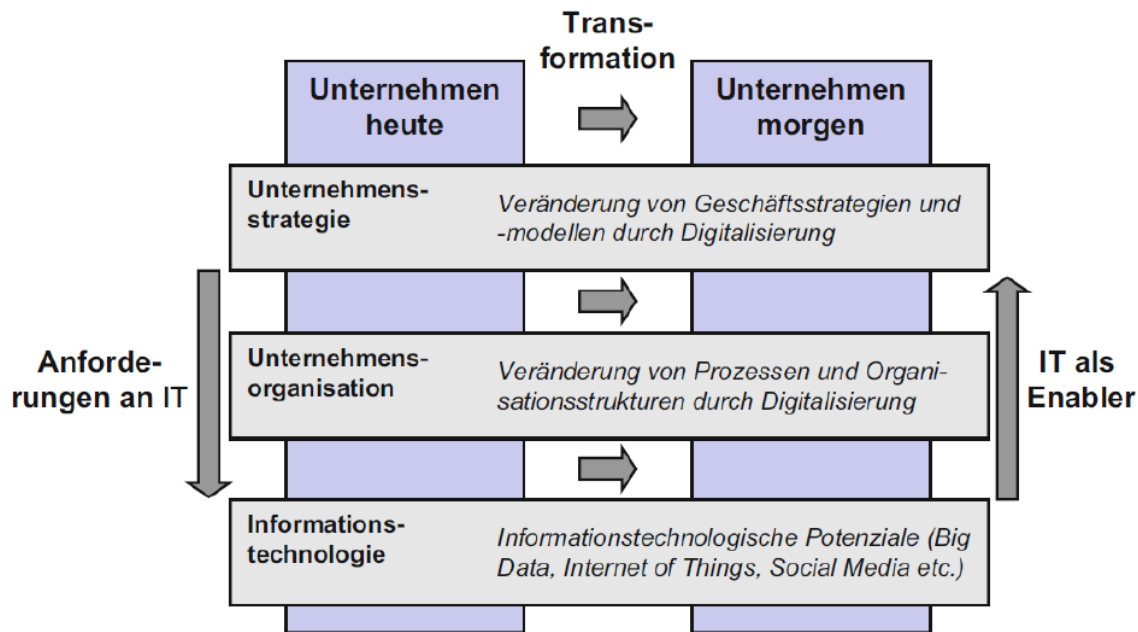 Trans-
formation
Unternehmen
heute
Unternehmen
morgen
Unternehmens-
strategie
Veränderung von Geschäftsstrategien und
-modellen durch Digitalisierung
Anforde-
rungen an IT
Unternehmens-
organisation
Veränderung von Prozessen und Organi-
sationsstrukturen durch Digitalisierung
IT als
Enabler
Informations-
technologie
Informationstechnologische Potenziale (Big
Data, Internet of Things, Social Media etc.)